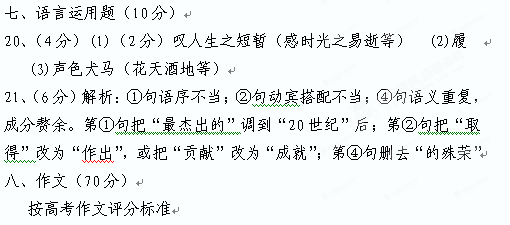 七、语言运用题（10分）
20、（4分）(1)（2分）叹人生之短暂（感时光之易逝等） (2)履
(3)声色犬马（花天酒地等）
21、（6分）解析：①句语序不当；②句动宾搭配不当；④句语义重复，
成分赘余。第①句把“最杰出的”调到“20世纪”后；第②句把“取
得”改为“作出”，或把“贡献”改为“成就”；第④句删去“的殊荣”
八、作文（70分）
按高考作文评分标准